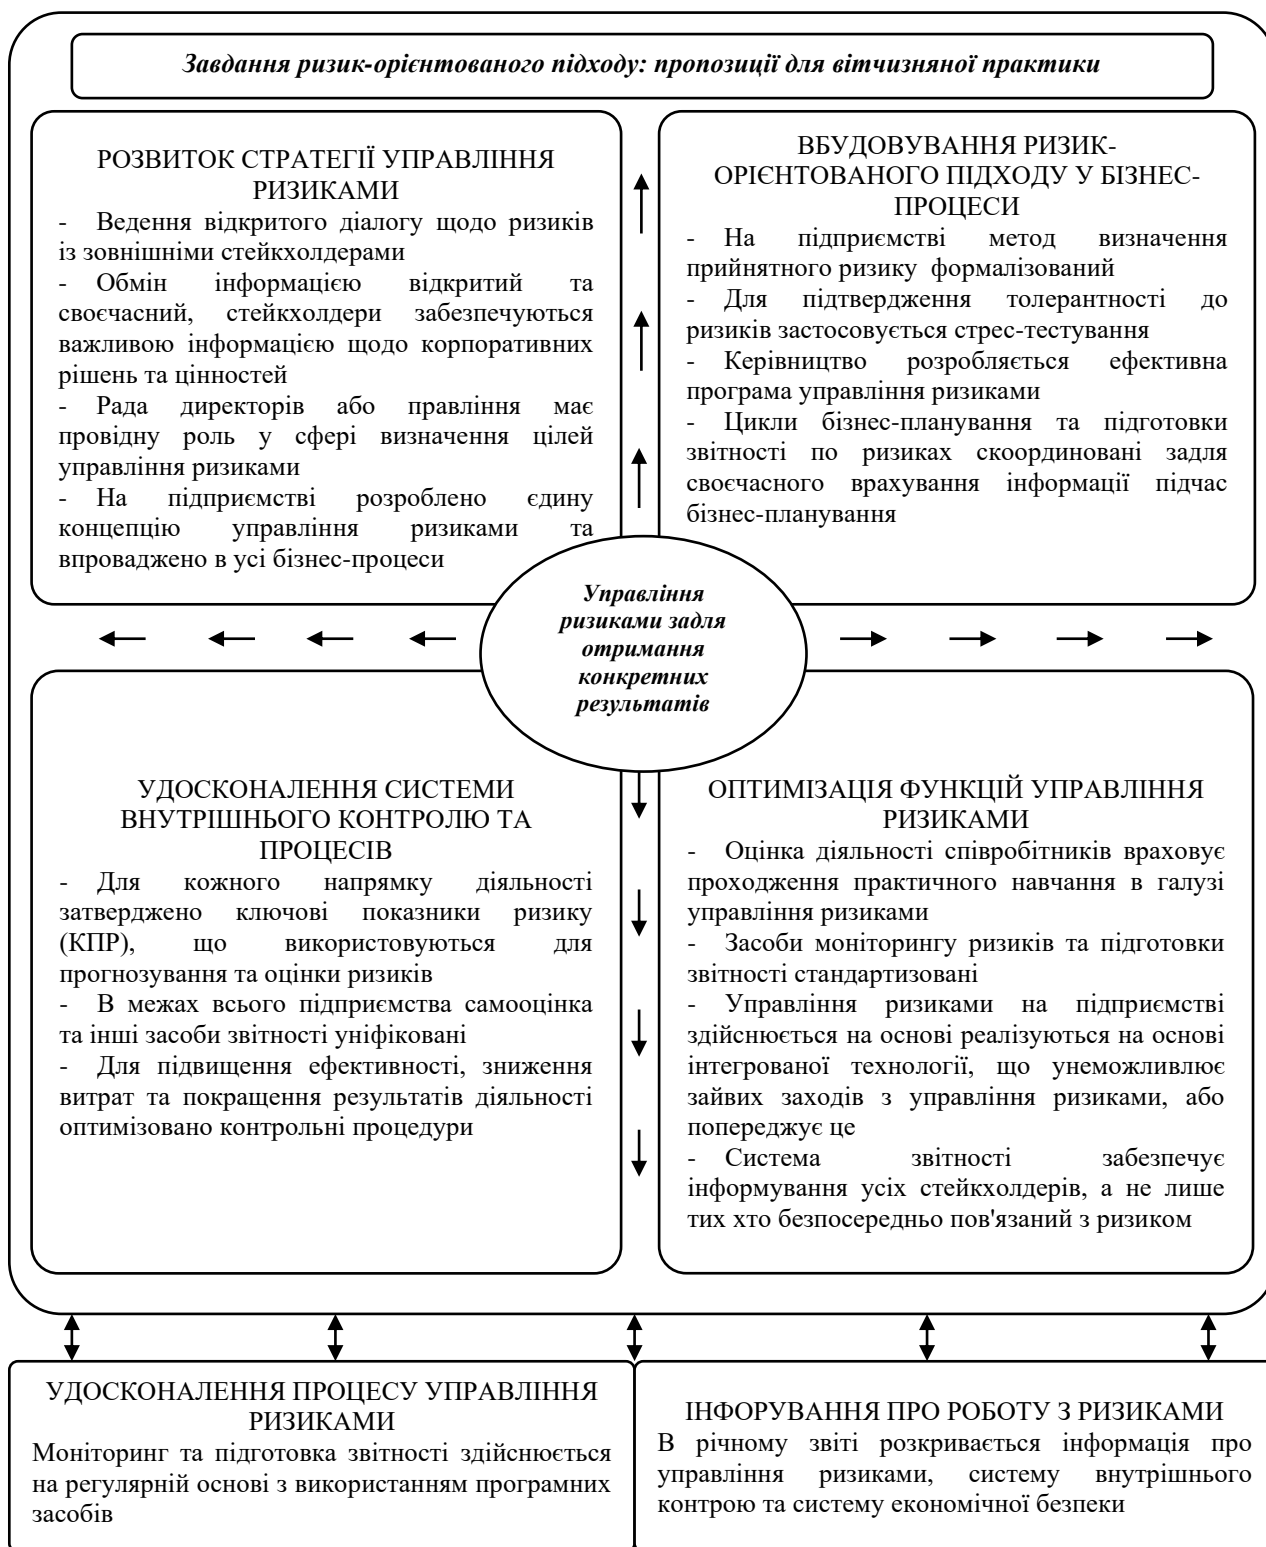 Завдання ризик-орієнтованого підходу: пропозиції для вітчизняної практики
РОЗВИТОК СТРАТЕГІЇ УПРАВЛІННЯ
РИЗИКАМИ
- Ведення відкритого діалогу щодо ризиків
із зовнішніми стейкхолдерами
- Обмін інформацією відкритий та
своєчасний, стейкхолдери забезпечуються
важливою інформацією щодо корпоративних
рішень та цінностей
- Рада директорів або правління має
провідну роль у сфері визначення цілей
управління ризиками
- На підприємстві розроблено єдину
концепцію управління ризиками та
впроваджено в усі бізнес-процеси
ВБУДОВУВАННЯ РИЗИК-
ОРІЄНТОВАНОГО ПІДХОДУ У БІЗНЕС-
ПРОЦЕСИ
- На підприємстві метод визначення
прийнятного ризику формалізований
- Для підтвердження толерантності до
ризиків застосовується стрес-тестування
- Керівництво розробляється ефективна
програма управління ризиками
- Цикли бізнес-планування та підготовки
звітності по ризиках скоординовані задля
своєчасного врахування інформації підчас
бізнес-планування
Управління
ризиками задля
отримання
конкретних
результатів
УДОСКОНАЛЕННЯ СИСТЕМИ
ВНУТРІШНЬОГО КОНТРОЛЮ ТА
ПРОЦЕСІВ
- Для кожного напрямку діяльності
затверджено ключові показники ризику
(КПР), що використовуються для
прогнозування та оцінки ризиків
- В межах всього підприємства самооцінка
та інші засоби звітності уніфіковані
- Для підвищення ефективності, зниження
витрат та покращення результатів діяльності
оптимізовано контрольні процедури
ОПТИМІЗАЦІЯ ФУНКЦІЙ УПРАВЛІННЯ
РИЗИКАМИ
- Оцінка діяльності співробітників враховує
проходження практичного навчання в галузі
управління ризиками
- Засоби моніторингу ризиків та підготовки
звітності стандартизовані
- Управління ризиками на підприємстві
здійснюється на основі реалізуються на основі
інтегрованої технології, що унеможливлює
зайвих заходів з управління ризиками, або
попереджує це
- Система звітності забезпечує
інформування усіх стейкхолдерів, а не лише
тих хто безпосередньо пов'язаний з ризиком
УДОСКОНАЛЕННЯ ПРОЦЕСУ УПРАВЛІННЯ
РИЗИКАМИ
Моніторинг та підготовка звітності здійснюється
на регулярній основі з використанням програмних
засобів
ІНФОРУВАННЯ ПРО РОБОТУ З РИЗИКАМИ
В річному звіті розкривається інформація про
управління ризиками, систему внутрішнього
контрою та систему економічної безпеки